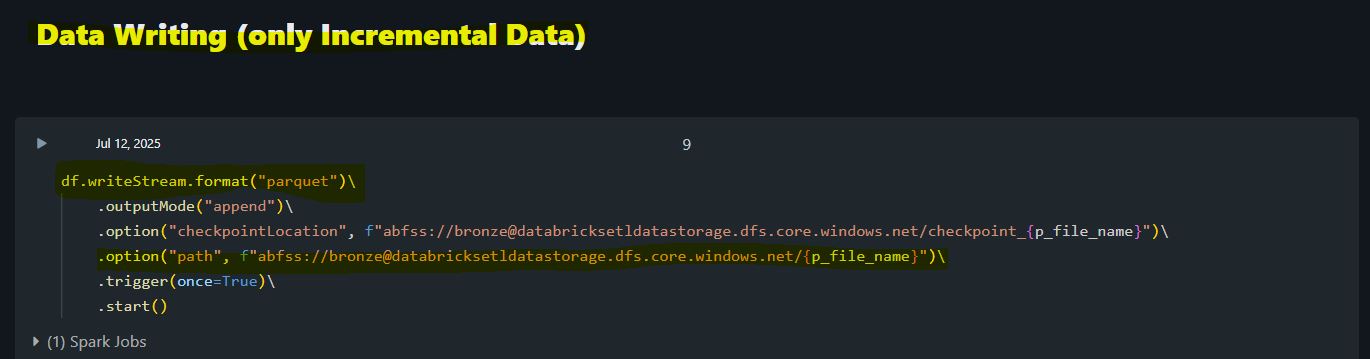 Data Writing (only Incremental Data)
Jul 12, 2025
9
df.writeStream.format("parquet")\
.outputMode("append")\
.option("checkpointLocation", f"abfss://bronze@databricksetldatastorage.dfs.core.windows.net/checkpoint_{p_file_name}")\
.option("path", f"abfss://bronze@databricksetldatastorage.dfs.core.windows.net/{p_file_name}")\
.trigger(once=True)\
.start()
(1) Spark Jobs